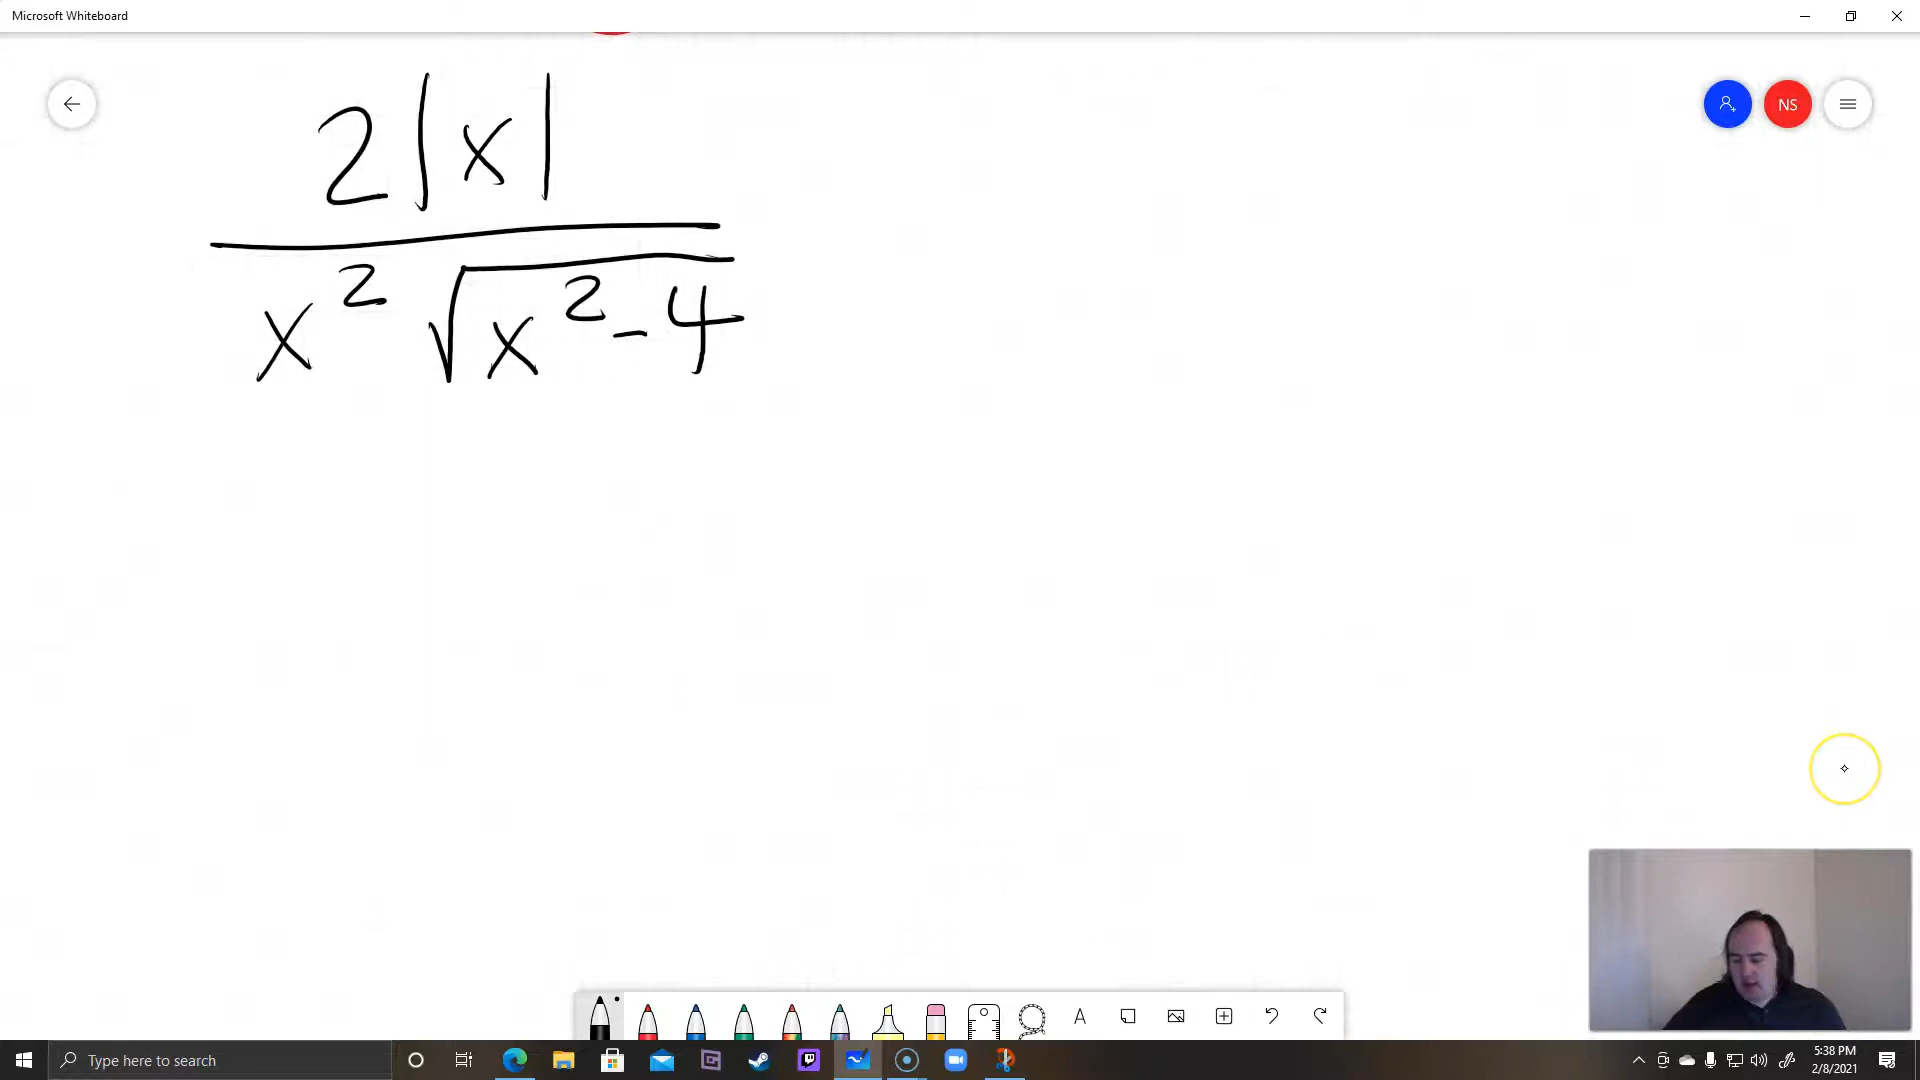 Microsoft Whiteboard
NS
2|x|
x² √x²-4
A
Type here to search
5:38 PM
2/8/2021